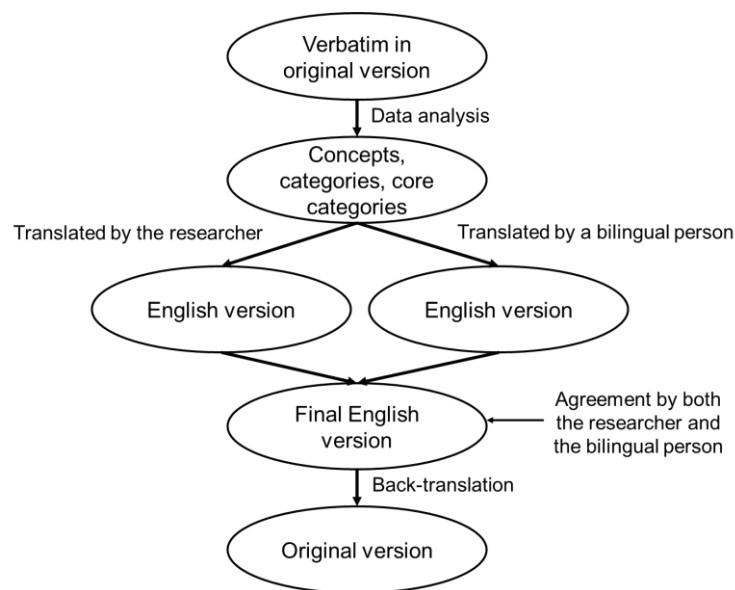 Verbatim in
original version
Data analysis
Concepts,
categories, core
categories
Translated by the researcher
Translated by a bilingual person
English version
English version
Final English
version
Agreement by both
the researcher and
the bilingual person
Back-translation
Original version